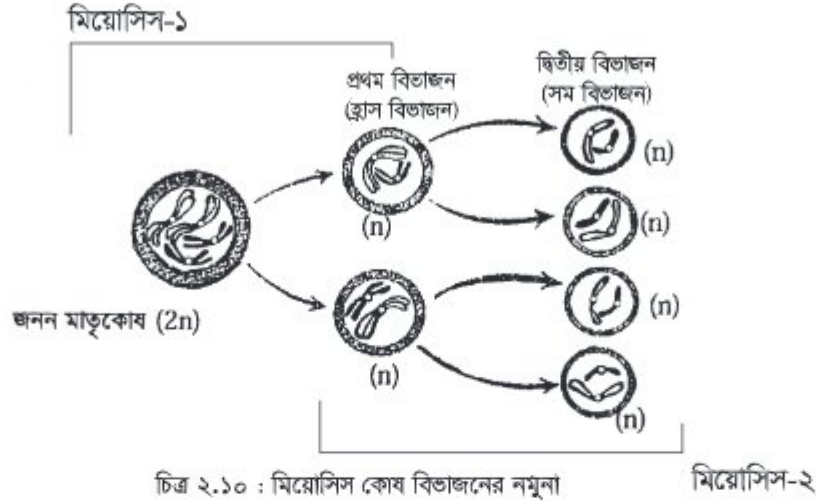 মিয়োসিস-১
প্রথম বিভাজন
(হ্রাস বিভাজন)
দ্বিতীয় বিভাজন
(সম বিভাজন)
(n)
(n)
(n)
(n)
জনন মাতৃকোষ (2n)
(n)
(n)
চিত্র ২.১০ : মিয়োসিস কোষ বিভাজনের নমুনা
মিয়োসিস-২